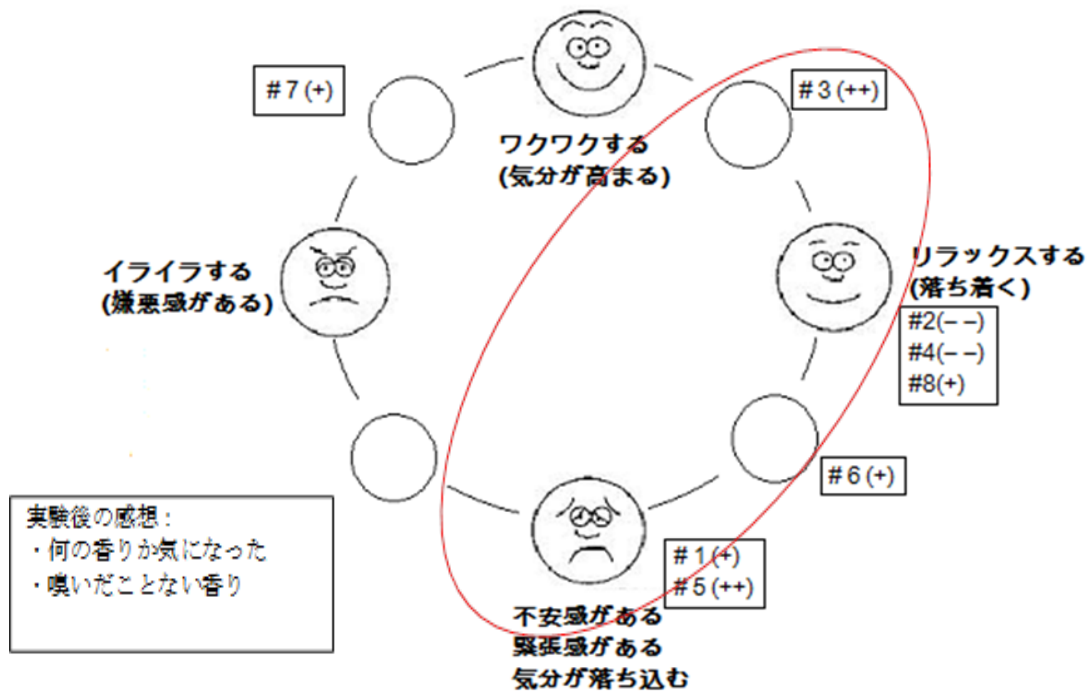 # 7 (+)
# 3 (++)
ワクワクする
(気分が高まる)
イライラする
(嫌悪感がある)
リラックスする
(落ち着く)
#2(– –)
#4(– –)
#8(+)
# 6 (+)
# 1 (+)
# 5 (++)
不安感がある
緊張感がある
気分が落ち込む
実験後の感想：
・何の香りか気になった
・嗅いだことない香り